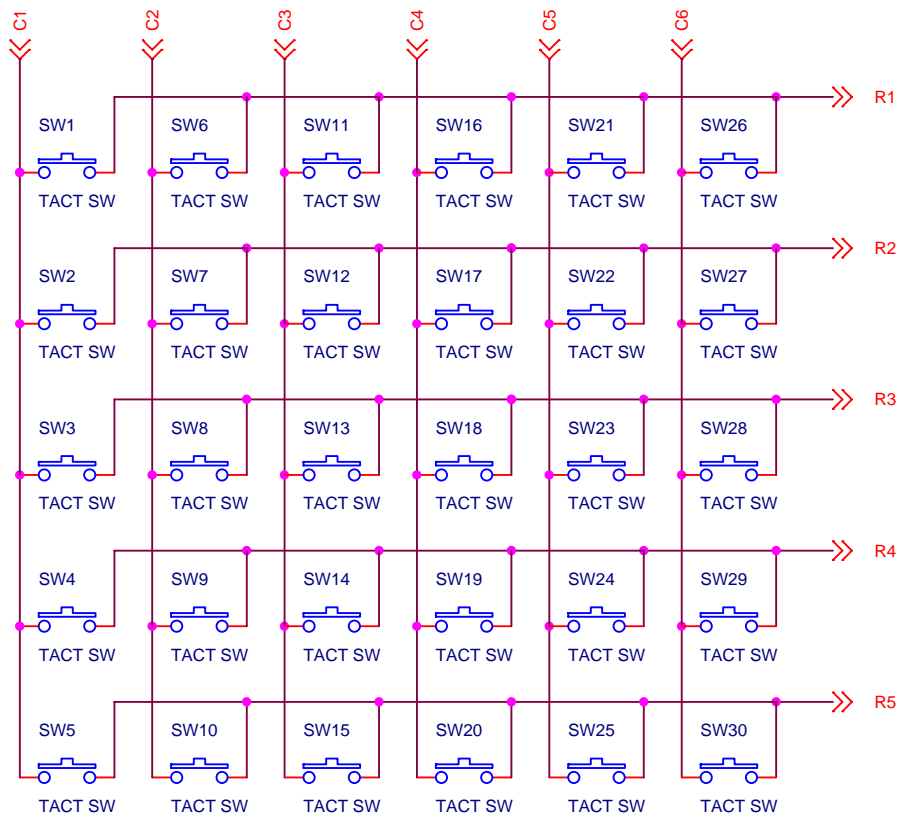 C1 C2 C3 C4 C5 C6
R1
SW1 SW6 SW11 SW16 SW21 SW26
TACT SW TACT SW TACT SW TACT SW TACT SW TACT SW
R2
SW2 SW7 SW12 SW17 SW22 SW27
TACT SW TACT SW TACT SW TACT SW TACT SW TACT SW
R3
SW3 SW8 SW13 SW18 SW23 SW28
TACT SW TACT SW TACT SW TACT SW TACT SW TACT SW
R4
SW4 SW9 SW14 SW19 SW24 SW29
TACT SW TACT SW TACT SW TACT SW TACT SW TACT SW
R5
SW5 SW10 SW15 SW20 SW25 SW30
TACT SW TACT SW TACT SW TACT SW TACT SW TACT SW